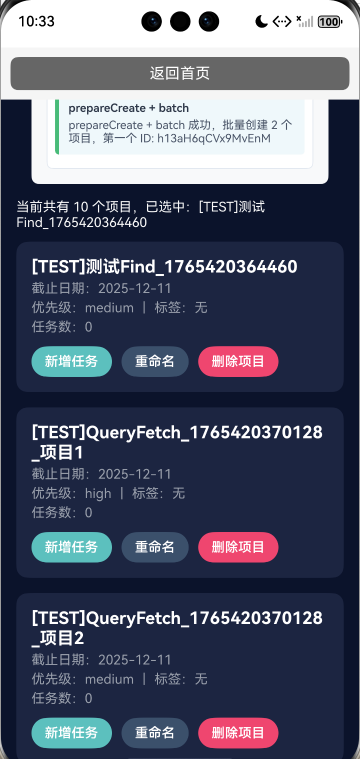 10:33
100
返回首页
prepareCreate + batch
prepareCreate + batch 成功，批量创建 2 个
项目，第一个 ID: h13aH6qCVx9MvEnM
当前共有 10 个项目，已选中：[TEST]测试
Find_1765420364460
[TEST]测试Find_1765420364460
截止日期：2025-12-11
优先级：medium ｜ 标签：无
任务数：0
新增任务 重命名 删除项目
[TEST]QueryFetch_1765420370128
_项目1
截止日期：2025-12-11
优先级：high ｜ 标签：无
任务数：0
新增任务 重命名 删除项目
[TEST]QueryFetch_1765420370128
_项目2
截止日期：2025-12-11
优先级：medium ｜ 标签：无
任务数：0
新增任务 重命名 删除项目